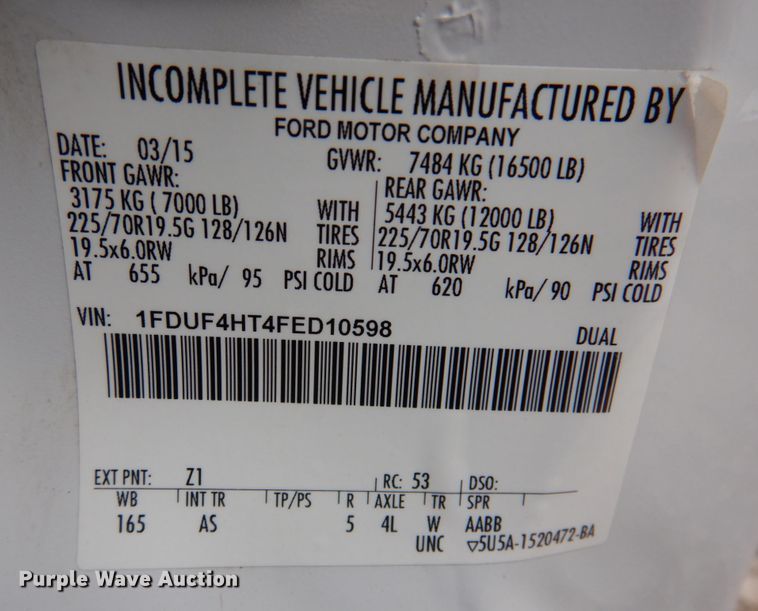 INCOMPLETE VEHICLE MANUFACTURED BY
FORD MOTOR COMPANY
DATE: 03/15 GVWR: 7484 KG (16500 LB)
FRONT GAWR: REAR GAWR:
3175 KG ( 7000 LB) WITH 5443 KG (12000 LB) WITH
225/70R19.5G 128/126N TIRES 225/70R19.5G 128/126N TIRES
19.5x6.0RW RIMS 19.5x6.0RW RIMS
AT 655 kPa/ 95 PSI COLD AT 620 kPa/ 90 PSI COLD
VIN: 1FDUF4HT4FED10598 DUAL
EXT PNT: Z1 RC: 53 DSO:
WB INT TR TP/PS R AXLE TR SPR
165 AS 5 4L W AABB
UNC ▽5U5A-1520472-BA
Purple Wave Auction